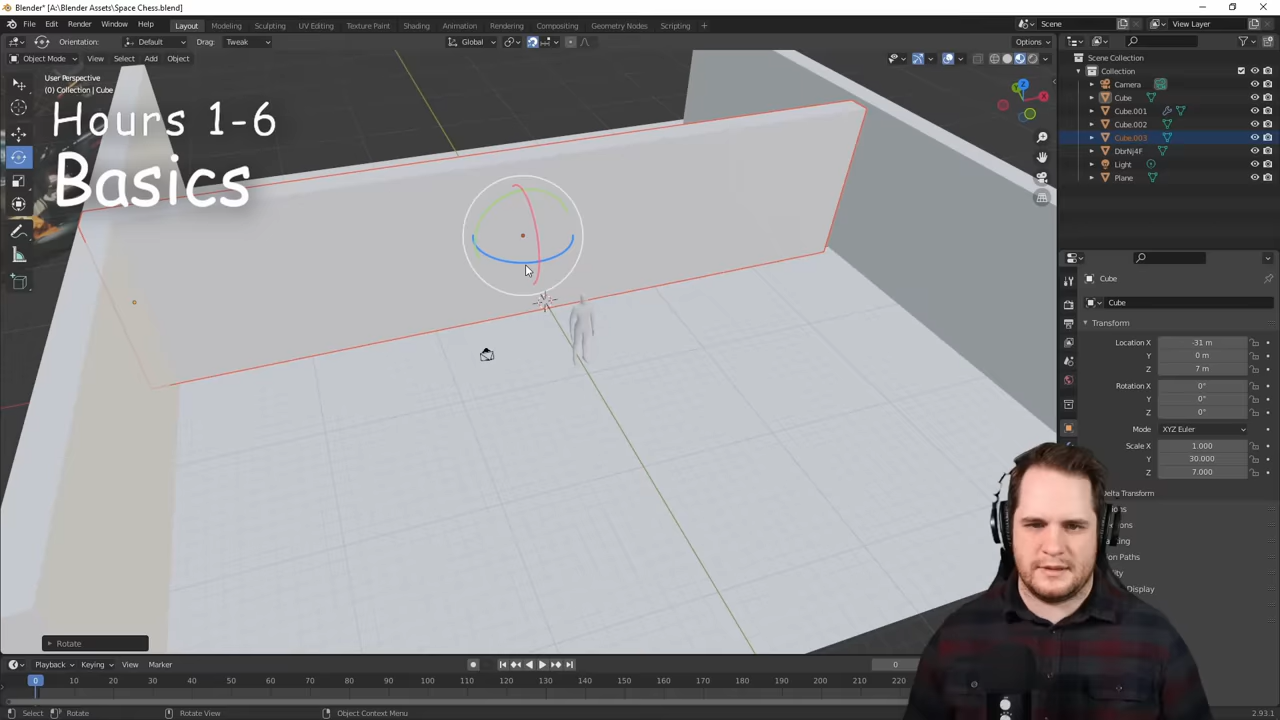 Blender* [A:\Blender Assets\Space Chess.blend]
File Edit Render Window Help Layout Modeling Sculpting UV Editing Texture Paint Shading Animation Rendering Compositing Geometry Nodes Scripting + Scene View Layer
Orientation: Default Drag: Tweak Global Options
Object Mode View Select Add Object
User Perspective
(0) Collection | Cube
Hours 1-6
Basics
Rotate
Scene Collection
Collection
Camera
Cube
Cube.001
Cube.002
Cube.003
DbrNj4F
Light
Plane
Cube
Cube
Transform
Location X -31 m
Y 0 m
Z 7 m
Rotation X 0°
Y 0°
Z 0°
Mode XYZ Euler
Scale X 1.000
Y 30.000
Z 7.000
Delta Transform
Playback Keying View Marker 0
0 10 20 30 40 50 60 70 80 90 100 110 120 130 140 150 160 170 180 190 200 210 220
Select Rotate Rotate View Object Context Menu 2.93.1